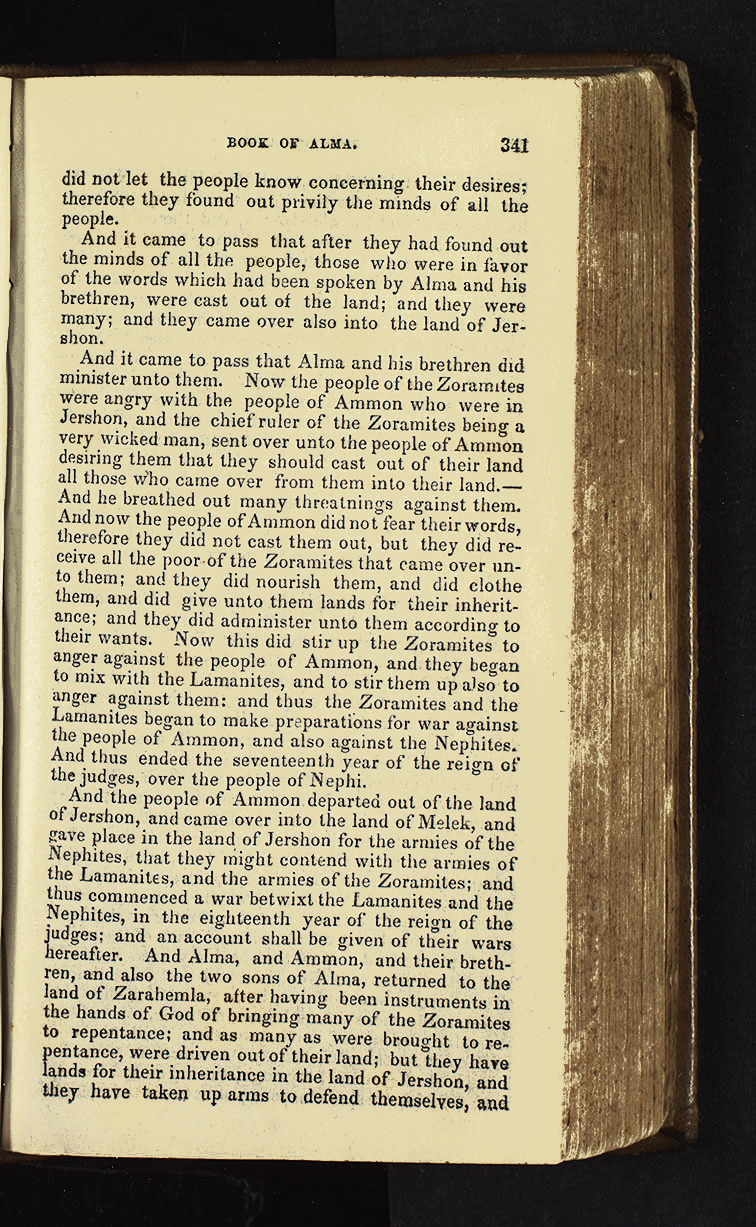 BOOK OF ALMA. 341
did not let the people know concerning their desires;
therefore they found out privily the minds of all the
people.
And it came to pass that after they had found out
the minds of all the people, those who were in favor
of the words which had been spoken by Alma and his
brethren, were cast out of the land; and they were
many; and they came over also into the land of Jer-
shon.
And it came to pass that Alma and his brethren did
minister unto them. Now the people of the Zoramites
were angry with the people of Ammon who were in
Jershon, and the chief ruler of the Zoramites being a
very wicked man, sent over unto the people of Ammon
desiring them that they should cast out of their land
all those who came over from them into their land.—
And he breathed out many threatnings against them.
And now the people of Ammon did not fear their words,
therefore they did not cast them out, but they did re-
ceive all the poor of the Zoramites that came over un-
to them; and they did nourish them, and did clothe
them, and did give unto them lands for their inherit-
ance; and they did administer unto them according to
their wants. Now this did stir up the Zoramites to
anger against the people of Ammon, and they began
to mix with the Lamanites, and to stir them up also to
anger against them: and thus the Zoramites and the
Lamanites began to make preparations for war against
the people of Ammon, and also against the Nephites.
And thus ended the seventeenth year of the reign of
the judges, over the people of Nephi.
And the people of Ammon departed out of the land
of Jershon, and came over into the land of Melek, and
gave place in the land of Jershon for the armies of the
Nephites, that they might contend with the armies of
the Lamanites, and the armies of the Zoramites; and
thus commenced a war betwixt the Lamanites and the
Nephites, in the eighteenth year of the reign of the
judges; and an account shall be given of their wars
hereafter. And Alma, and Ammon, and their breth-
ren, and also the two sons of Alma, returned to the
land of Zarahemla, after having been instruments in
the hands of God of bringing many of the Zoramites
to repentance; and as many as were brought to re-
pentance, were driven out of their land; but they have
lands for their inheritance in the land of Jershon, and
they have taken up arms to defend themselves, and